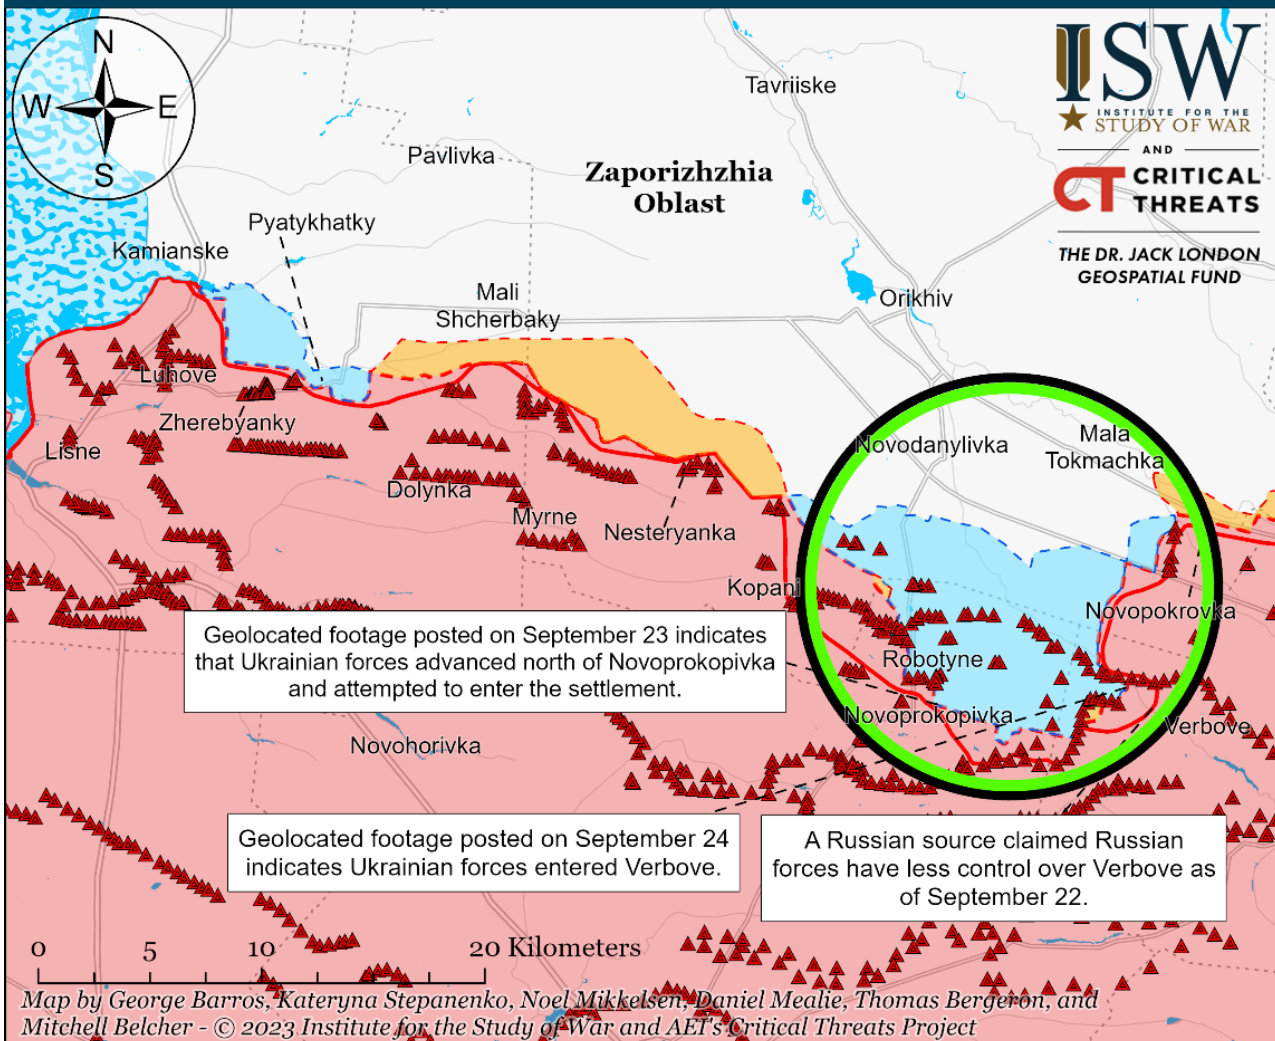 N
W
E
S
ISW
INSTITUTE FOR THE
STUDY OF WAR
AND
CT CRITICAL
THREATS
THE DR. JACK LONDON
GEOSPATIAL FUND
Tavriiske
Pavlivka
Zaporizhzhia
Oblast
Pyatykhatky
Kamianske
Mali
Shcherbaky
Orikhiv
Luhove
Zherebyanky
Lisne
Novodanylivka
Mala
Tokmachka
Dolynka
Myrne
Nesteryanka
Kopani
Novopokrovka
Geolocated footage posted on September 23 indicates
that Ukrainian forces advanced north of Novoprokopivka
and attempted to enter the settlement.
Robotyne
Novoprokopivka
Verbove
Novohorivka
Geolocated footage posted on September 24
indicates Ukrainian forces entered Verbove.
A Russian source claimed Russian
forces have less control over Verbove as
of September 22.
0 5 10 20 Kilometers
Map by George Barros, Kateryna Stepanenko, Noel Mikkelsen, Daniel Mealie, Thomas Bergeron, and
Mitchell Belcher - © 2023 Institute for the Study of War and AEI's Critical Threats Project